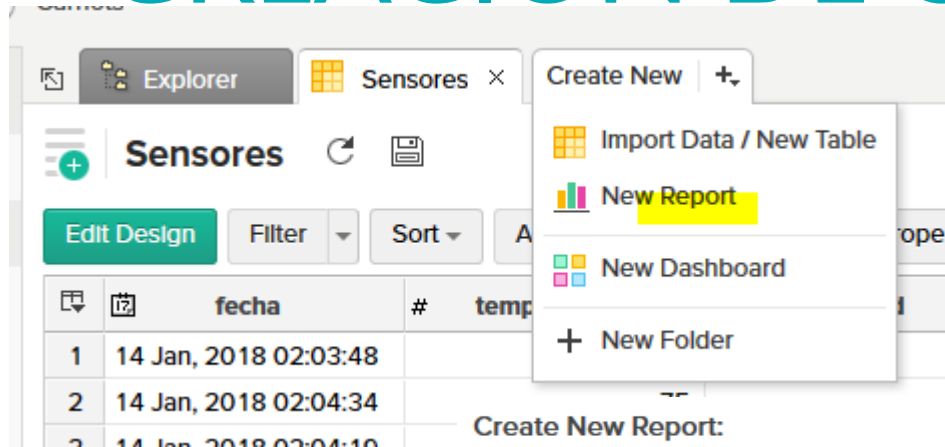 Explorer
Sensores
Create New
Import Data / New Table
New Report
New Dashboard
New Folder
Sensores
Edit Design
Filter
Sort
#
fecha
temp
1 14 Jan, 2018 02:03:48
2 14 Jan, 2018 02:04:34
Create New Report: